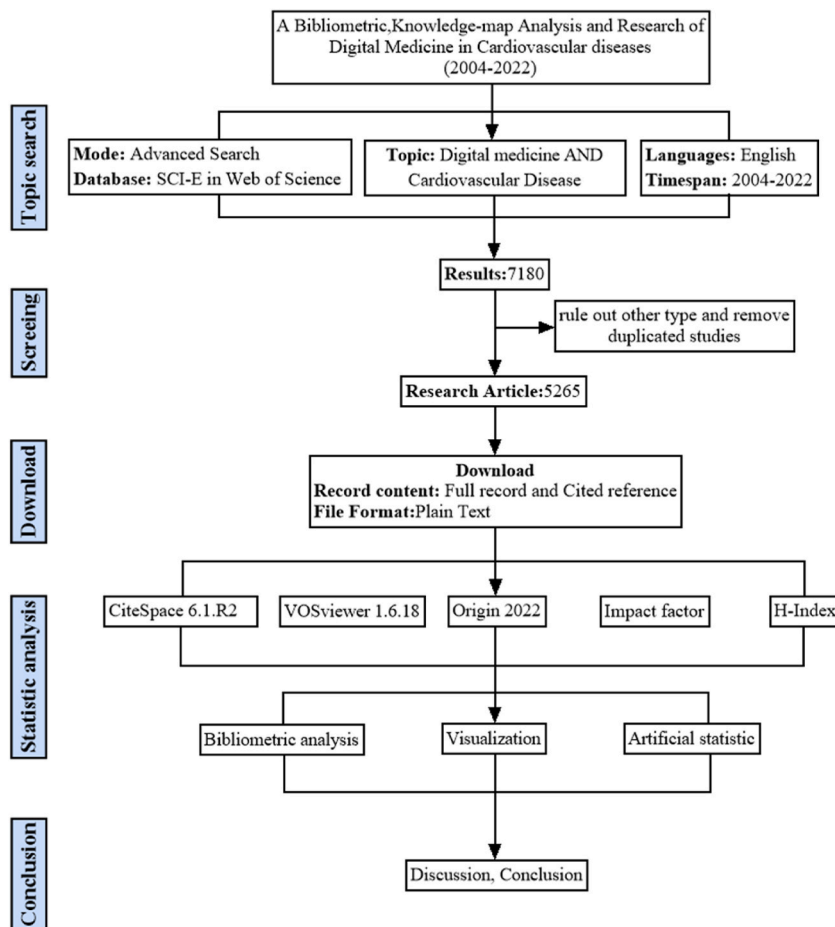 A Bibliometric,Knowledge-map Analysis and Research of
Digital Medicine in Cardiovascular diseases
(2004-2022)
Topic search
Mode: Advanced Search
Database: SCI-E in Web of Science
Topic: Digital medicine AND
Cardiovascular Disease
Languages: English
Timespan: 2004-2022
Results:7180
Screeing
rule out other type and remove
duplicated studies
Research Article:5265
Download
Download
Record content: Full record and Cited reference
File Format:Plain Text
Statistic analysis
CiteSpace 6.1.R2
VOSviewer 1.6.18
Origin 2022
Impact factor
H-Index
Bibliometric analysis
Visualization
Artificial statistic
Conclusion
Discussion, Conclusion